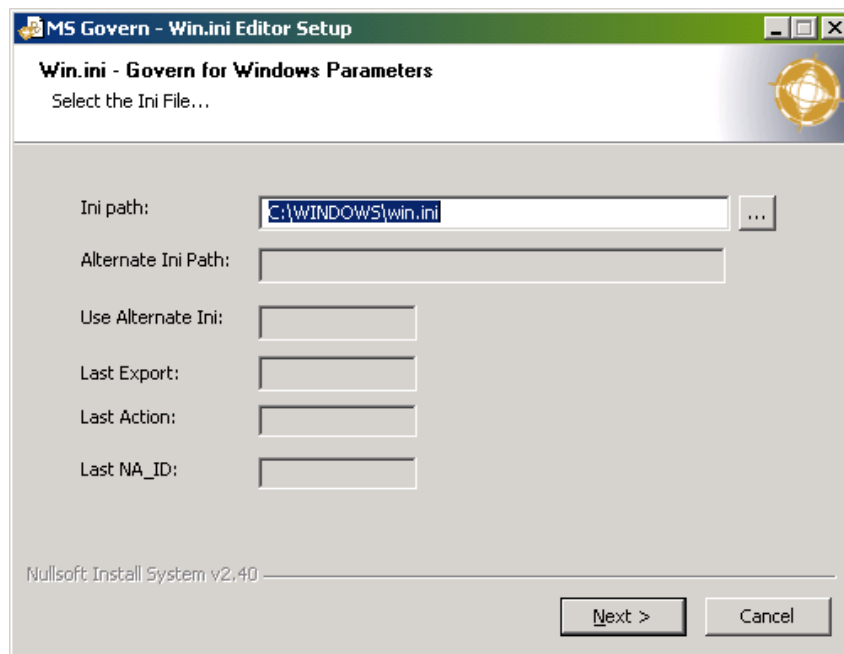 MS Govern - Win.ini Editor Setup
Win.ini - Govern for Windows Parameters
Select the Ini File...
Ini path: C:\WINDOWS\win.ini ...
Alternate Ini Path:
Use Alternate Ini:
Last Export:
Last Action:
Last NA_ID:
Nullsoft Install System v2.40
Next > Cancel